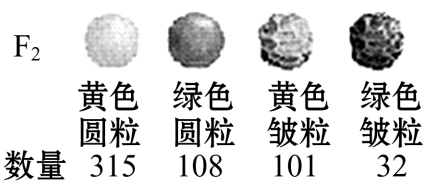 F₂
黄色 绿色 黄色 绿色
圆粒 圆粒 皱粒 皱粒
数量 315 108 101 32